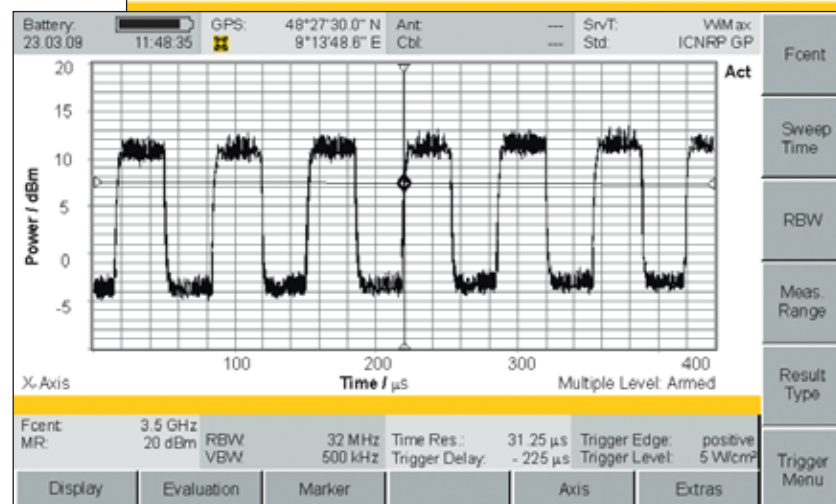 Battery: GPS: 48°27'30.0" N Ant: --- SrvT: WiMax
23.03.09 11:48:35 9°13'48.6" E Cbl: --- Std: ICNRP GP
Fcent
Sweep Time
RBW
Meas. Range
Result Type
Trigger Menu
Act
20
15
10
5
0
-5
Power / dBm
100 200 300 400
X-Axis Time / µs Multiple Level: Armed
Fcent: 3.5 GHz
MR: 20 dBm RBW: 32 MHz Time Res.: 31.25 µs Trigger Edge: positive
VBW: 500 kHz Trigger Delay: - 225 µs Trigger Level: 5 W/cm²
Display Evaluation Marker Axis Extras